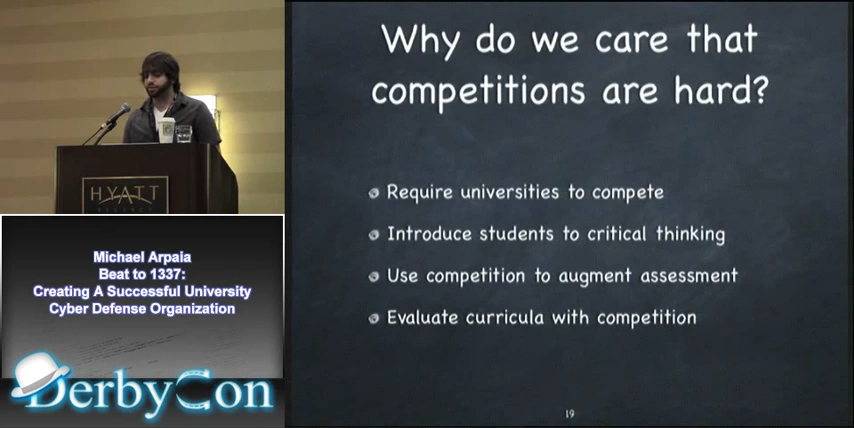 Why do we care that
competitions are hard?
Require universities to compete
Introduce students to critical thinking
Use competition to augment assessment
Evaluate curricula with competition
19
HYATT
Michael Arpaia
Beat to 1337:
Creating A Successful University
Cyber Defense Organization
DerbyCon